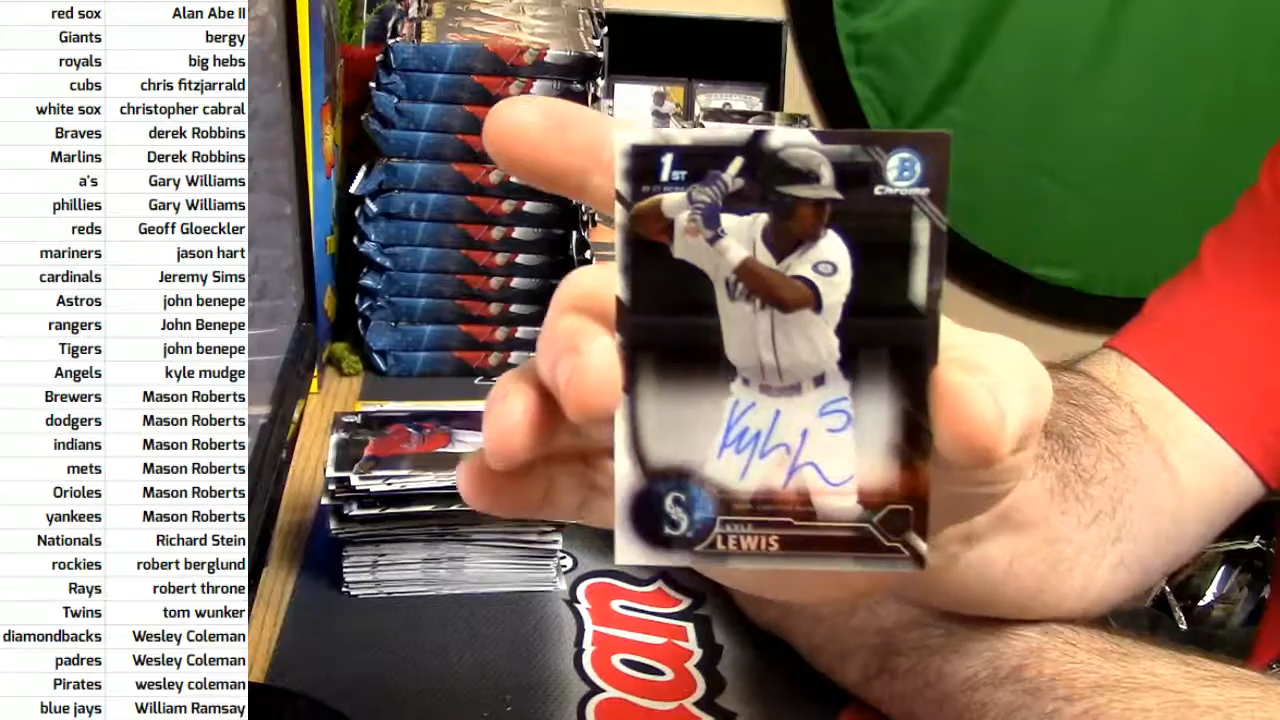 red sox Alan Abe II
Giants bergy
royals big hebs
cubs chris fitzjarrald
white sox christopher cabral
Braves derek Robbins
Marlins Derek Robbins
a's Gary Williams
phillies Gary Williams
reds Geoff Gloeckler
mariners jason hart
cardinals Jeremy Sims
Astros john benepe
rangers John Benepe
Tigers john benepe
Angels kyle mudge
Brewers Mason Roberts
dodgers Mason Roberts
indians Mason Roberts
mets Mason Roberts
Orioles Mason Roberts
yankees Mason Roberts
Nationals Richard Stein
rockies robert berglund
Rays robert throne
Twins tom wunker
diamondbacks Wesley Coleman
padres Wesley Coleman
Pirates wesley coleman
blue jays William Ramsay
1ST
B
Chrome
Kyle L 5
S
KYLE
LEWIS